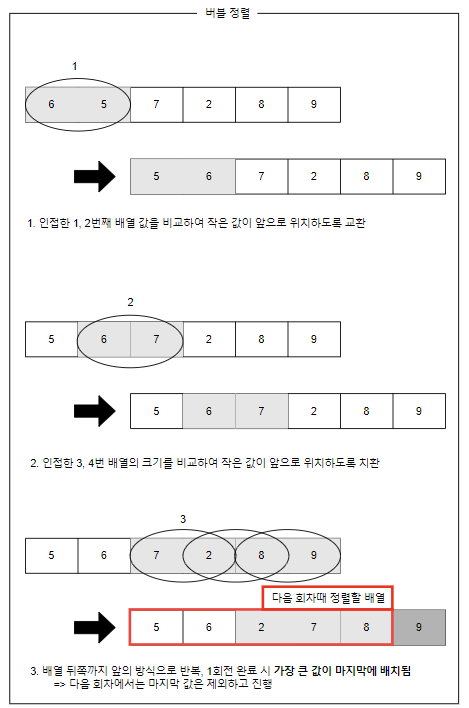 버블 정렬
1
6 5 7 2 8 9
5 6 7 2 8 9
1. 인접한 1, 2번째 배열 값을 비교하여 작은 값이 앞으로 위치하도록 교환
2
5 6 7 2 8 9
5 6 7 2 8 9
2. 인접한 3, 4번 배열의 크기를 비교하여 작은 값이 앞으로 위치하도록 치환
3
5 6 7 2 8 9
다음 회차때 정렬할 배열
5 6 2 7 8 9
3. 배열 뒤쪽까지 앞의 방식으로 반복, 1회전 완료 시 가장 큰 값이 마지막에 배치됨
=> 다음 회차에서는 마지막 값은 제외하고 진행